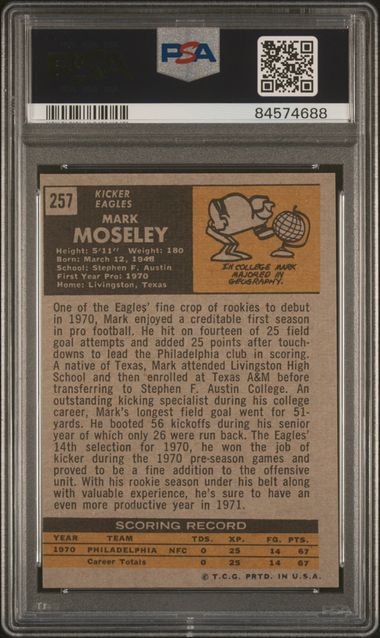 PSA
84574688
257
KICKER
EAGLES
MARK
MOSELEY
Height: 5'11" Weight: 180
Born: March 12, 1948
School: Stephen F. Austin
First Year Pro: 1970
Home: Livingston, Texas
IN COLLEGE MARK
MAJORED IN
GEOGRAPHY.
One of the Eagles' fine crop of rookies to debut
in 1970, Mark enjoyed a creditable first season
in pro football. He hit on fourteen of 25 field
goal attempts and added 25 points after touch-
downs to lead the Philadelphia club in scoring.
A native of Texas, Mark attended Livingston High
School and then enrolled at Texas A&M before
transferring to Stephen F. Austin College. An
outstanding kicking specialist during his college
career, Mark's longest field goal went for 51-
yards. He booted 56 kickoffs during his senior
year of which only 26 were run back. The Eagles'
14th selection for 1970, he won the job of
kicker during the 1970 pre-season games and
proved to be a fine addition to the offensive
unit. With his rookie season under his belt along
with valuable experience, he's sure to have an
even more productive year in 1971.
SCORING RECORD
YEAR TEAM TDS. XP. FG. PTS.
1970 PHILADELPHIA NFC 0 25 14 67
Career Totals 0 25 14 67
© T.C.G. PRTD. IN U.S.A.